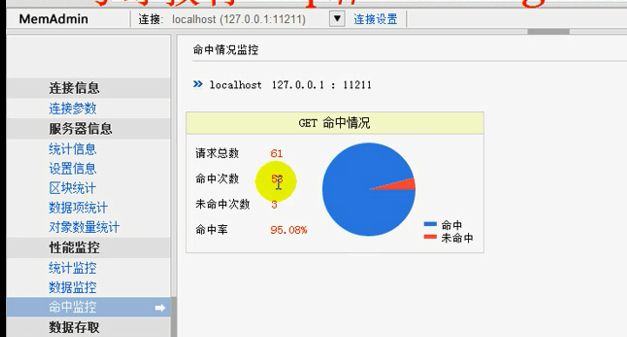 MemAdmin
连接: localhost (127.0.0.1:11211) 连接设置
连接信息
连接参数
服务器信息
统计信息
设置信息
区块统计
数据项统计
对象数量统计
性能监控
统计监控
数据监控
命中监控
数据存取
命中情况监控
localhost 127.0.0.1 : 11211
GET 命中情况
请求总数 61
命中次数 58
未命中次数 3
命中率 95.08%
命中
未命中